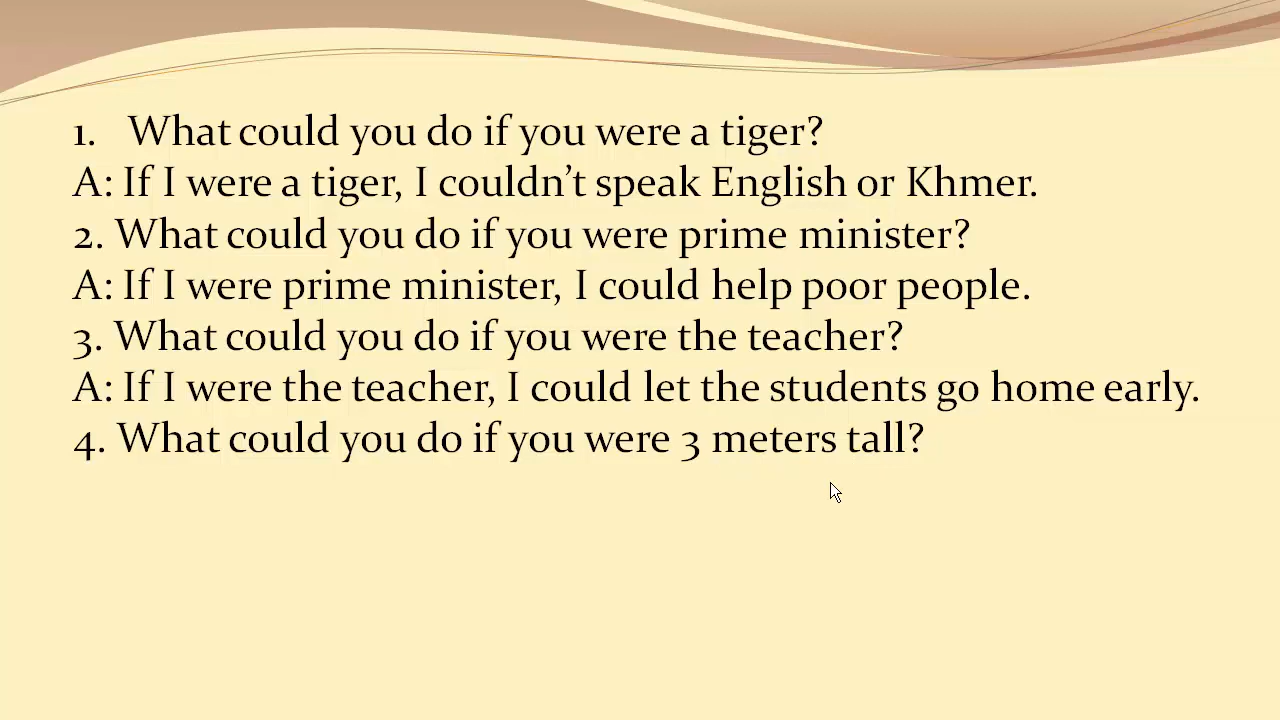 1. What could you do if you were a tiger?
A: If I were a tiger, I couldn’t speak English or Khmer.
2. What could you do if you were prime minister?
A: If I were prime minister, I could help poor people.
3. What could you do if you were the teacher?
A: If I were the teacher, I could let the students go home early.
4. What could you do if you were 3 meters tall?